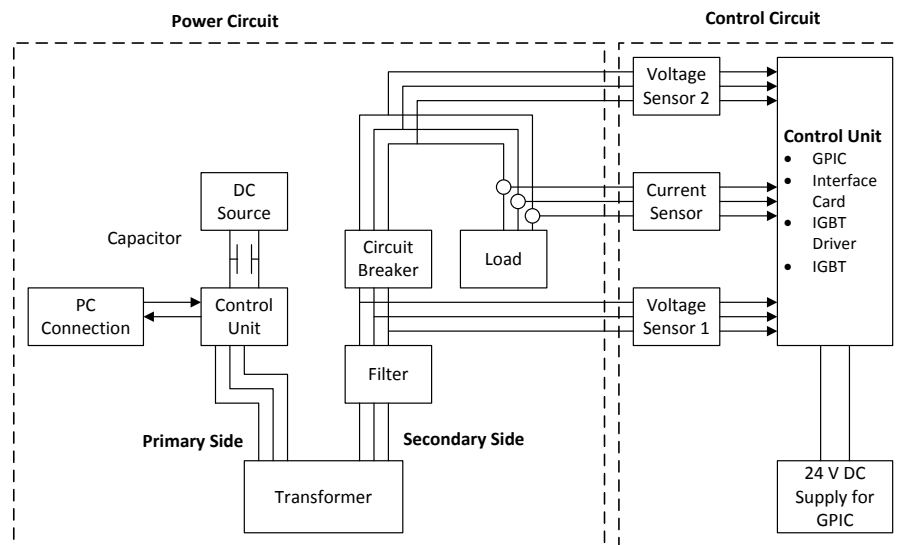 Power Circuit
Control Circuit
Voltage
Sensor 2
Control Unit
• GPIC
• Interface
Card
• IGBT
Driver
• IGBT
DC
Source
Current
Sensor
Capacitor
Circuit
Breaker
Load
PC
Connection
Control
Unit
Voltage
Sensor 1
Filter
Primary Side
Secondary Side
Transformer
24 V DC
Supply for
GPIC